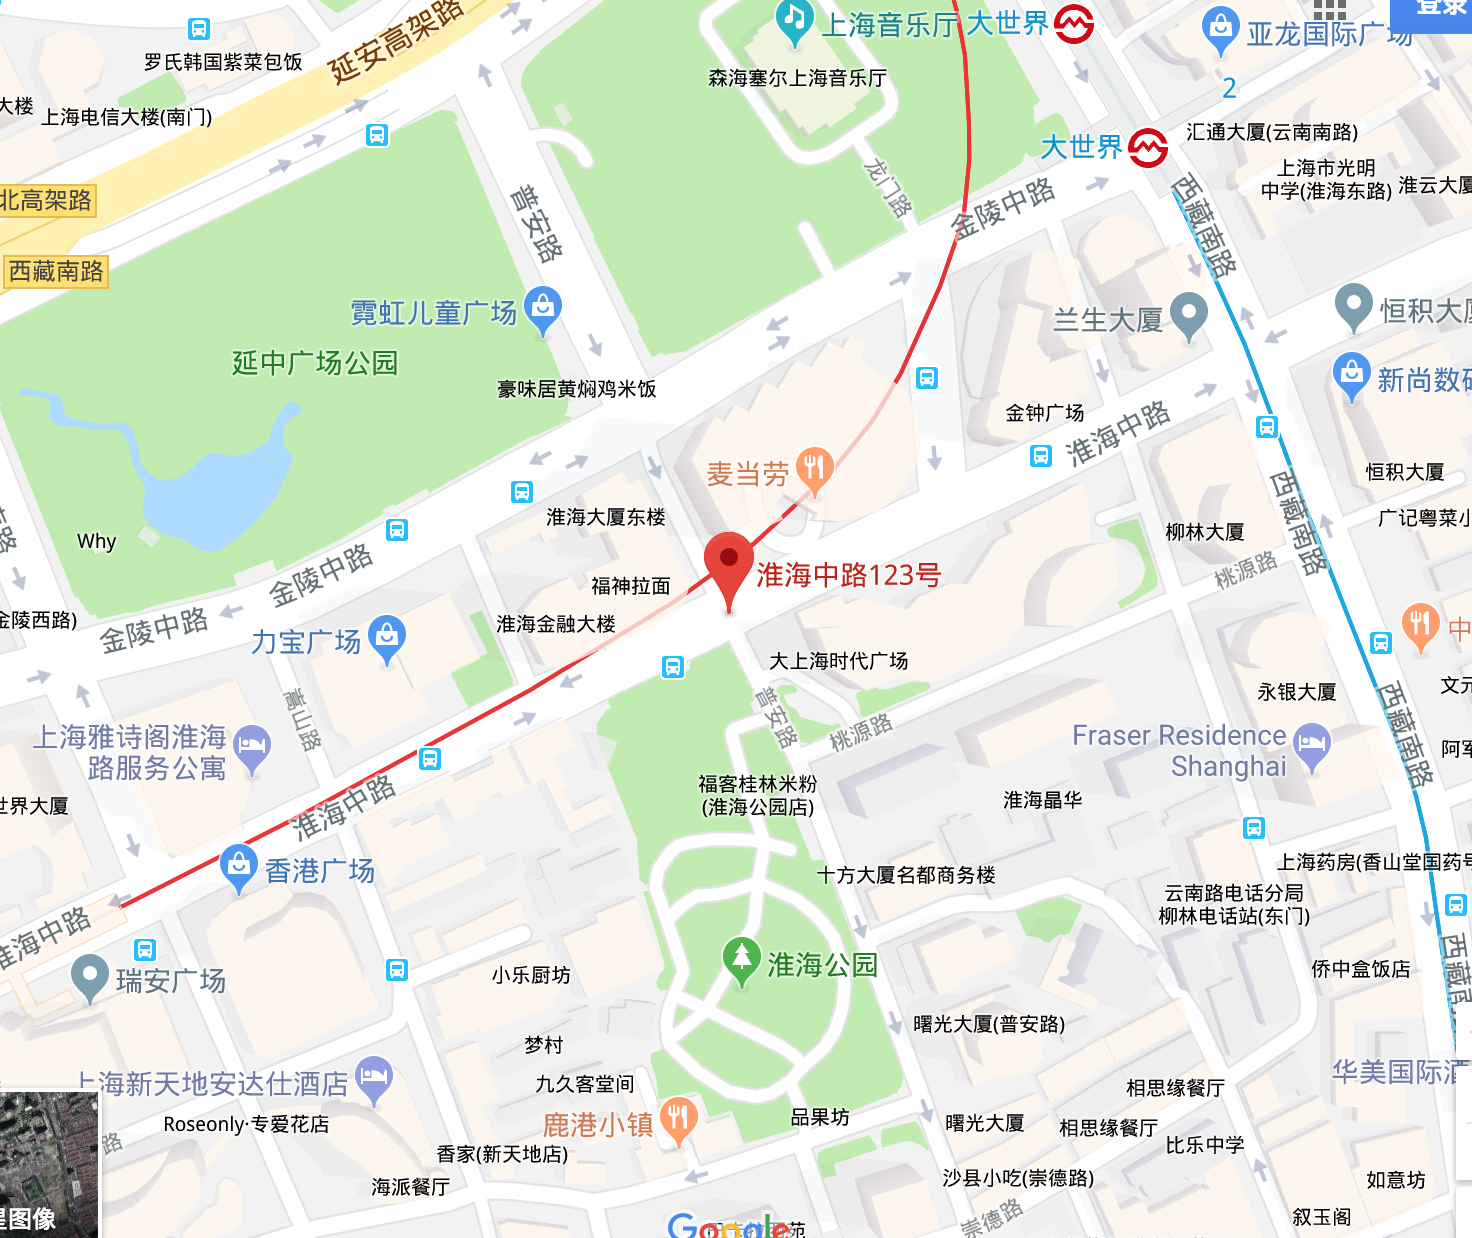 延安高架路
上海音乐厅
大世界
亚龙国际广场
登录
罗氏韩国紫菜包饭
森海塞尔上海音乐厅
2
大楼
上海电信大楼(南门)
大世界
汇通大厦(云南南路)
上海市光明
中学(淮海东路)
淮云大厦
北高架路
普安路
龙门路
金陵中路
西藏南路
西藏南路
霓虹儿童广场
兰生大厦
恒积大厦
延中广场公园
豪味居黄焖鸡米饭
新尚数码
金钟广场
淮海中路
麦当劳
恒积大厦
西藏南路
淮海大厦东楼
广记粤菜小
柳林大厦
Why
金陵中路
福神拉面
淮海中路123号
桃源路
金陵西路)
金陵中路
力宝广场
淮海金融大楼
中
大上海时代广场
永银大厦
文元
嵩山路
普安路
桃源路
西藏南路
上海雅诗阁淮海
路服务公寓
Fraser Residence
Shanghai
阿军
世界大厦
淮海中路
福客桂林米粉
(淮海公园店)
淮海晶华
香港广场
十方大厦名都商务楼
上海药房(香山堂国药号
云南路电话分局
柳林电话站(东门)
淮海中路
瑞安广场
小乐厨坊
淮海公园
侨中盒饭店
西藏南
曙光大厦(普安路)
梦村
上海新天地安达仕酒店
九久客堂间
华美国际酒
相思缘餐厅
Roseonly·专爱花店
鹿港小镇
品果坊
曙光大厦
相思缘餐厅
路
香家(新天地店)
比乐中学
海派餐厅
沙县小吃(崇德路)
如意坊
星图像
Google
苑
崇德路
叙玉阁